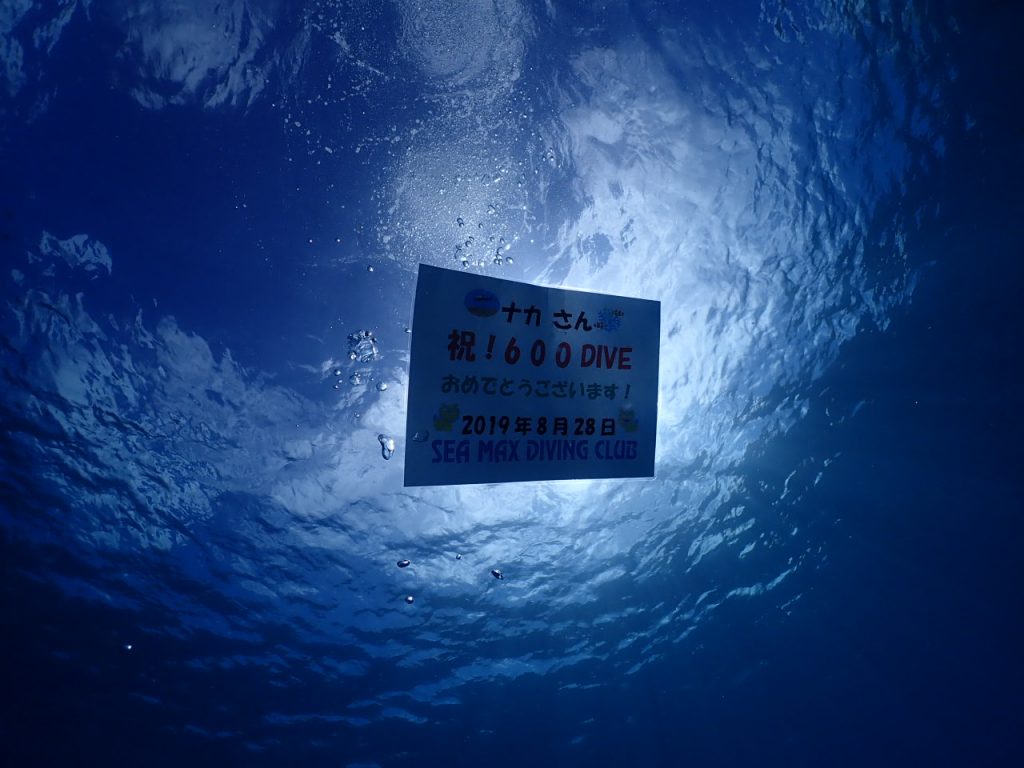 ナカ さん
祝！600 DIVE
おめでとうございます！
2019年8月28日
SEA MAX DIVING CLUB